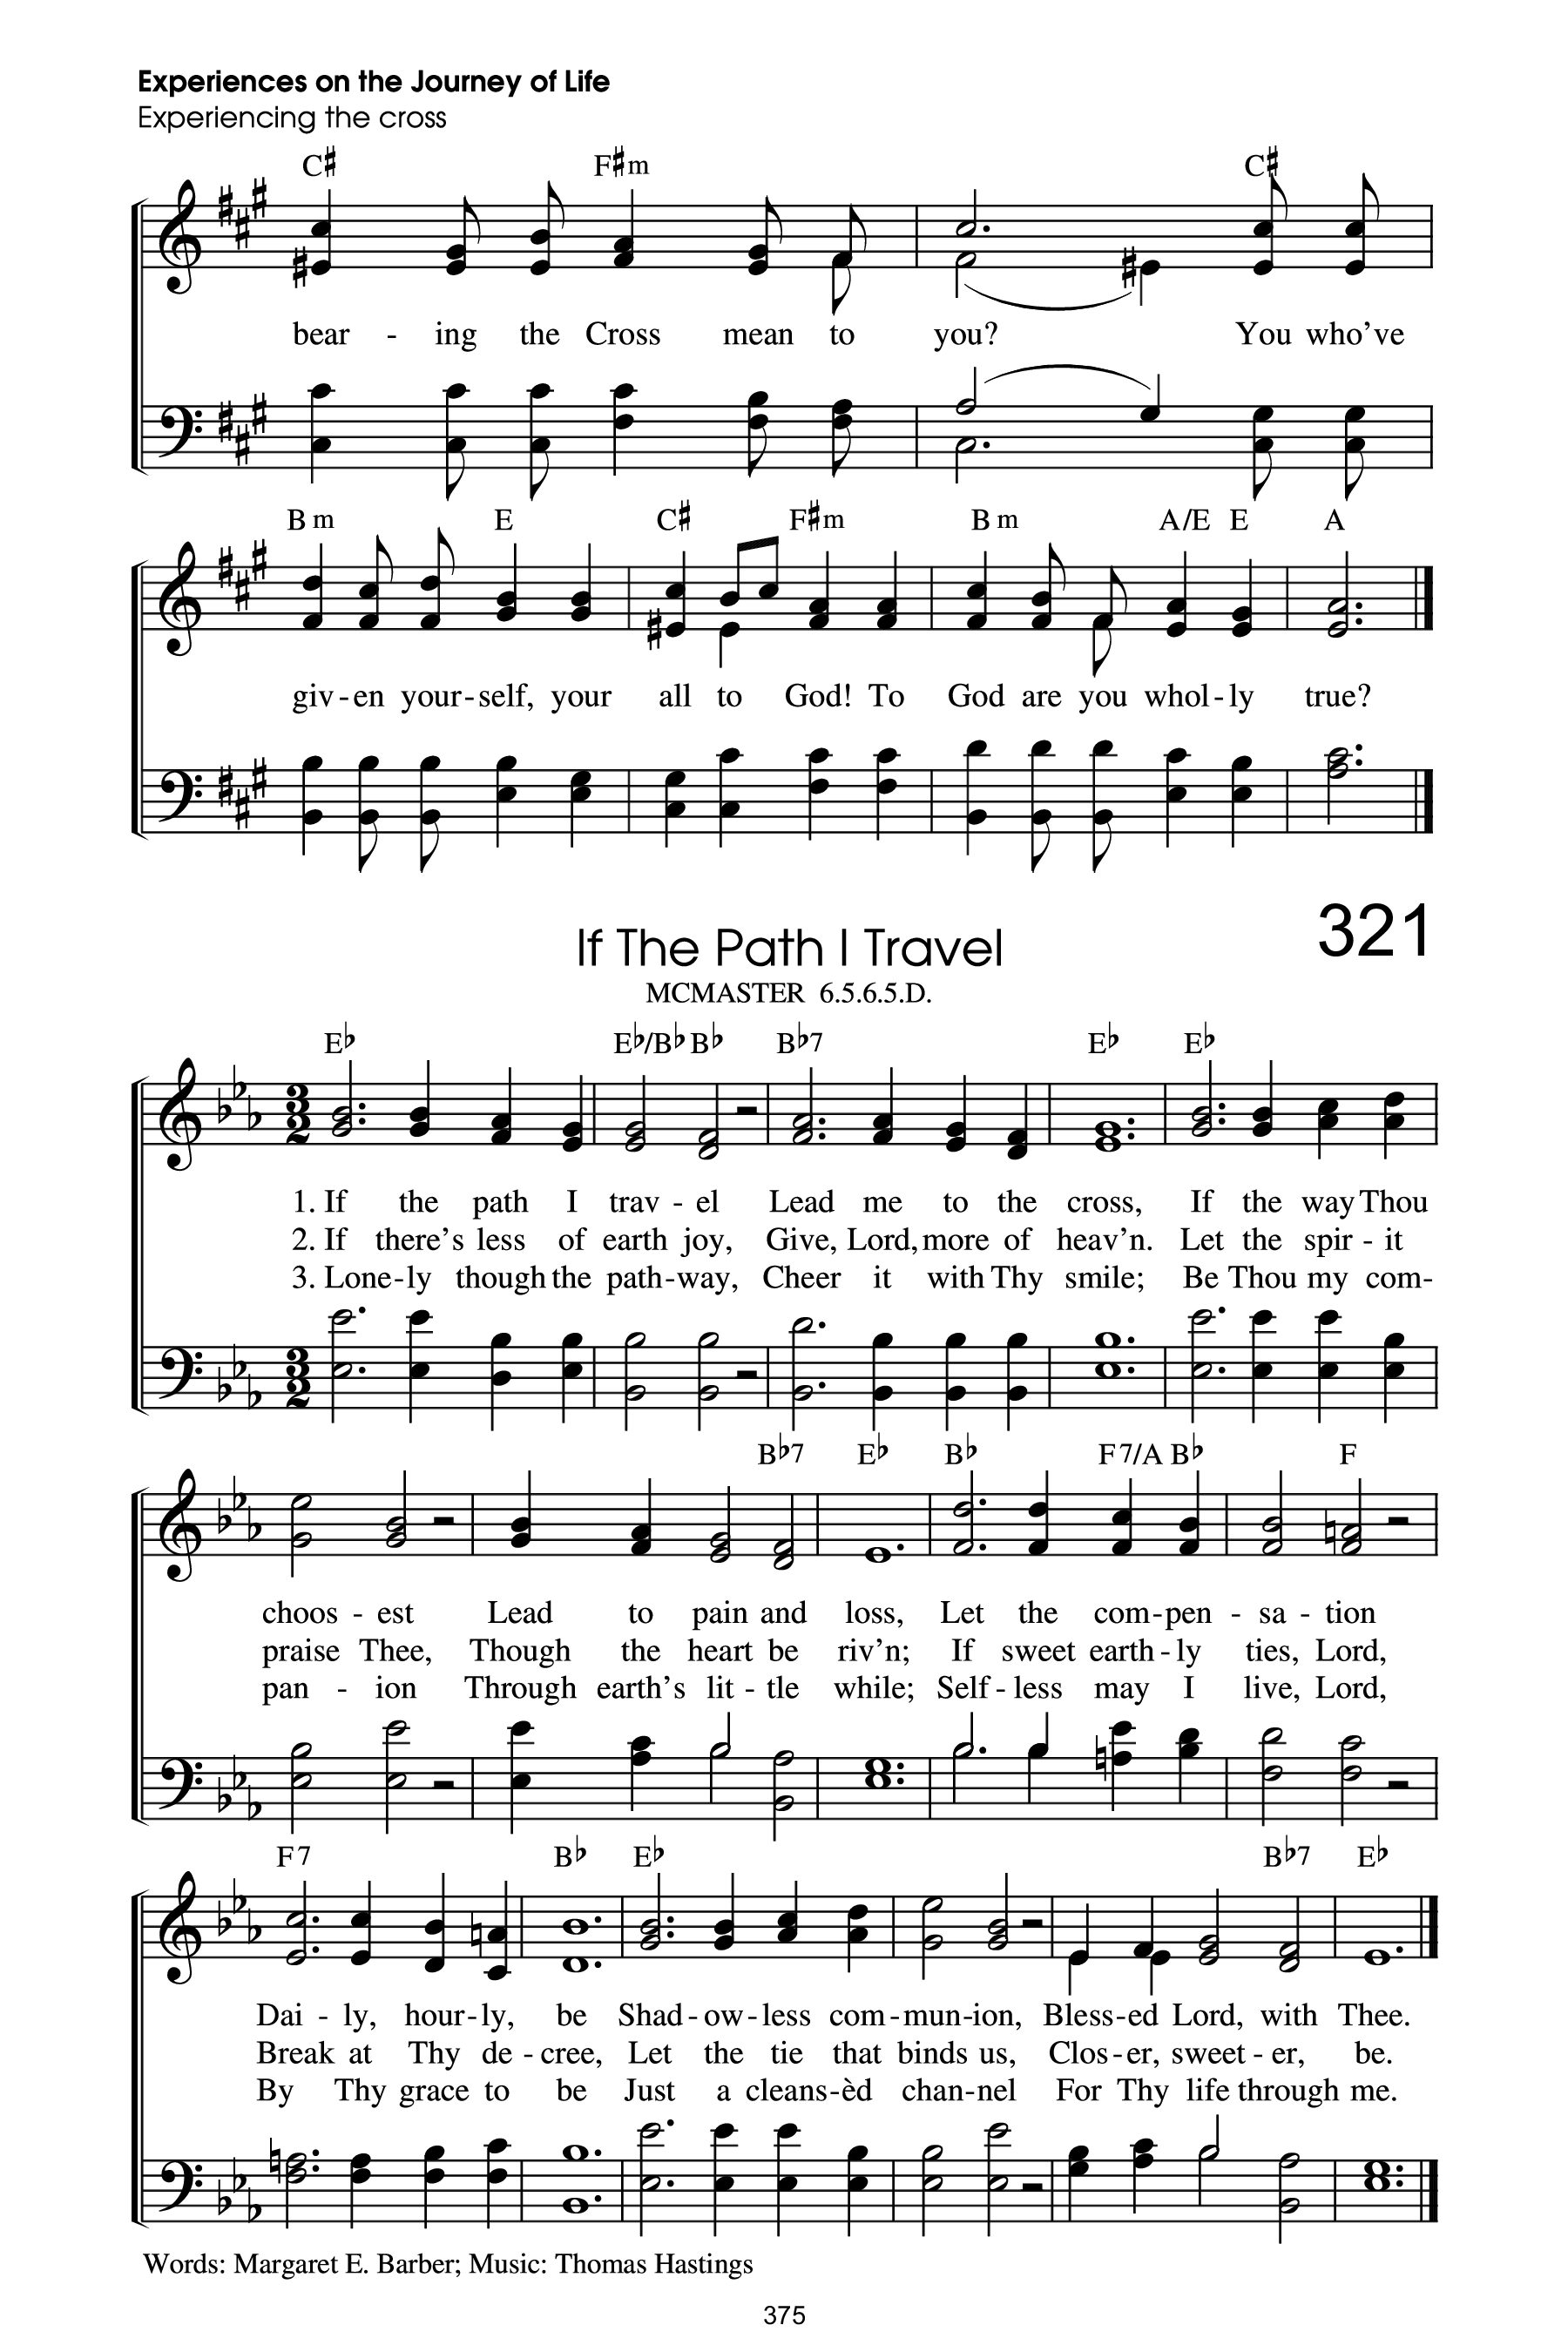 Experiences on the Journey of Life
Experiencing the cross
C♯ F♯m C♯
bear - ing the Cross mean to you? You who've
Bm E C♯ F♯m Bm A/E E A
giv - en your - self, your all to God! To God are you whol - ly true?
321
If The Path I Travel
MCMASTER 6.5.6.5.D.
E♭ E♭/B♭ B♭ B♭7 E♭ E♭
1. If the path I trav - el Lead me to the cross, If the way Thou
2. If there's less of earth joy, Give, Lord, more of heav'n. Let the spir - it
3. Lone - ly though the path - way, Cheer it with Thy smile; Be Thou my com -
B♭7 E♭ B♭ F7/A B♭ F
choos - est Lead to pain and loss, Let the com - pen - sa - tion
praise Thee, Though the heart be riv'n; If sweet earth - ly ties, Lord,
pan - ion Through earth's lit - tle while; Self - less may I live, Lord,
F7 B♭ E♭ B♭7 E♭
Dai - ly, hour - ly, be Shad - ow - less com - mun - ion, Bless - ed Lord, with Thee.
Break at Thy de - cree, Let the tie that binds us, Clos - er, sweet - er, be.
By Thy grace to be Just a cleans - èd chan - nel For Thy life through me.
Words: Margaret E. Barber; Music: Thomas Hastings
375